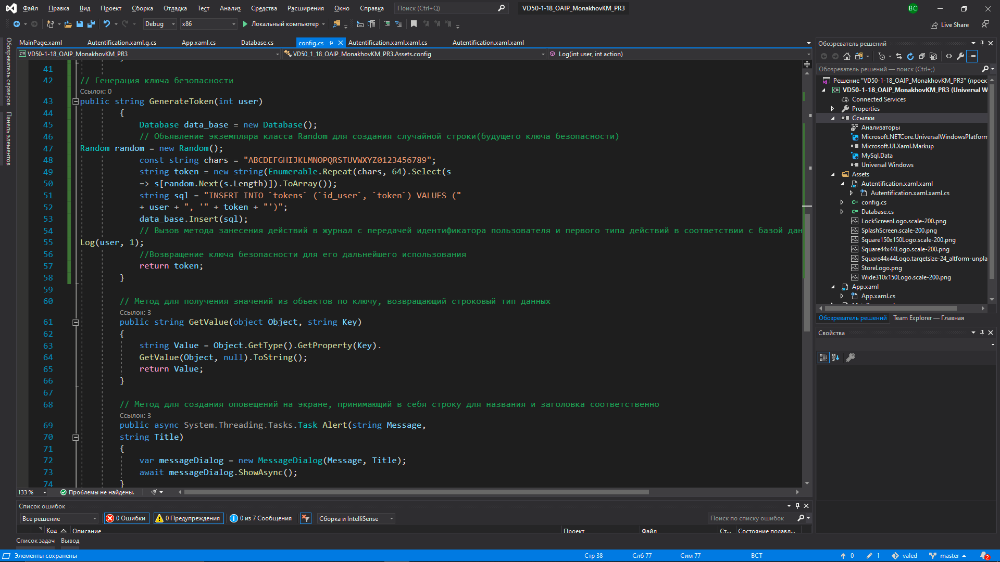 Файл Правка Вид Проект Сборка Отладка Тест Анализ Средства Расширения Окно Справка Поиск (Ctrl+Q) VD50-1-18_OAIP_MonakhovKM_PR3 ВС
Debug x86 Локальный компьютер Live Share
MainPage.xaml Autentification.xaml.g.cs App.xaml.cs Database.cs config.cs Autentification.xaml.xaml.cs Autentification.xaml.xaml
VD50-1-18_OAIP_MonakhovKM_PR3 VD50_1_18_OAIP_MonakhovKM_PR3.Assets.config Log(int user, int action)
Обозреватель серверов
Панель элементов
41
42 // Генерация ключа безопасности
Ссылок: 0
43 public string GenerateToken(int user)
44 {
45 Database data_base = new Database();
46 // Объявление экземпляра класса Random для создания случайной строки(будущего ключа безопасности)
47 Random random = new Random();
48 const string chars = "ABCDEFGHIJKLMNOPQRSTUVWXYZ0123456789";
49 string token = new string(Enumerable.Repeat(chars, 64).Select(s
50 => s[random.Next(s.Length)]).ToArray());
51 string sql = "INSERT INTO `tokens` (`id_user`, `token`) VALUES ("
52 + user + ", '" + token + "')";
53 data_base.Insert(sql);
54 // Вызов метода занесения действий в журнал с передачей идентификатора пользователя и первого типа действий в соответствии с базой дан
55 Log(user, 1);
56 //Возвращение ключа безопасности для его дальнейшего использования
57 return token;
58 }
59
60 // Метод для получения значений из объектов по ключу, возвращающий строковый тип данных
Ссылок: 3
61 public string GetValue(object Object, string Key)
62 {
63 string Value = Object.GetType().GetProperty(Key).
64 GetValue(Object, null).ToString();
65 return Value;
66 }
67
68 // Метод для создания оповещений на экране, принимающий в себя строку для названия и заголовка соответственно
Ссылок: 3
69 public async System.Threading.Tasks.Task Alert(string Message,
70 string Title)
71 {
72 var messageDialog = new MessageDialog(Message, Title);
73 await messageDialog.ShowAsync();
74 }
133 % Проблемы не найдены.
Список ошибок
Все решение 0 Ошибки 0 Предупреждения 0 из 7 Сообщения Сборка и IntelliSense Поиск по списку ошибок
Код Описание Проект Файл Ст... Состояние подавл...
Список задач Вывод
Обозреватель решений
Обозреватель решений — поиск (Ctrl+;)
Решение "VD50-1-18_OAIP_MonakhovKM_PR3" (проек
VD50-1-18_OAIP_MonakhovKM_PR3 (Universal W
Connected Services
Properties
Ссылки
Анализаторы
Microsoft.NETCore.UniversalWindowsPlatform
Microsoft.UI.Xaml.Markup
MySql.Data
Universal Windows
Assets
Autentification.xaml.xaml
Autentification.xaml.xaml.cs
config.cs
Database.cs
LockScreenLogo.scale-200.png
SplashScreen.scale-200.png
Square150x150Logo.scale-200.png
Square44x44Logo.scale-200.png
Square44x44Logo.targetsize-24_altform-unpla
StoreLogo.png
Wide310x150Logo.scale-200.png
App.xaml
App.xaml.cs
Обозреватель решений Team Explorer — Главная
Свойства
Элементы сохранены Стр 38 Слб 77 Сим 77 ВСТ 0 1 valed master 2